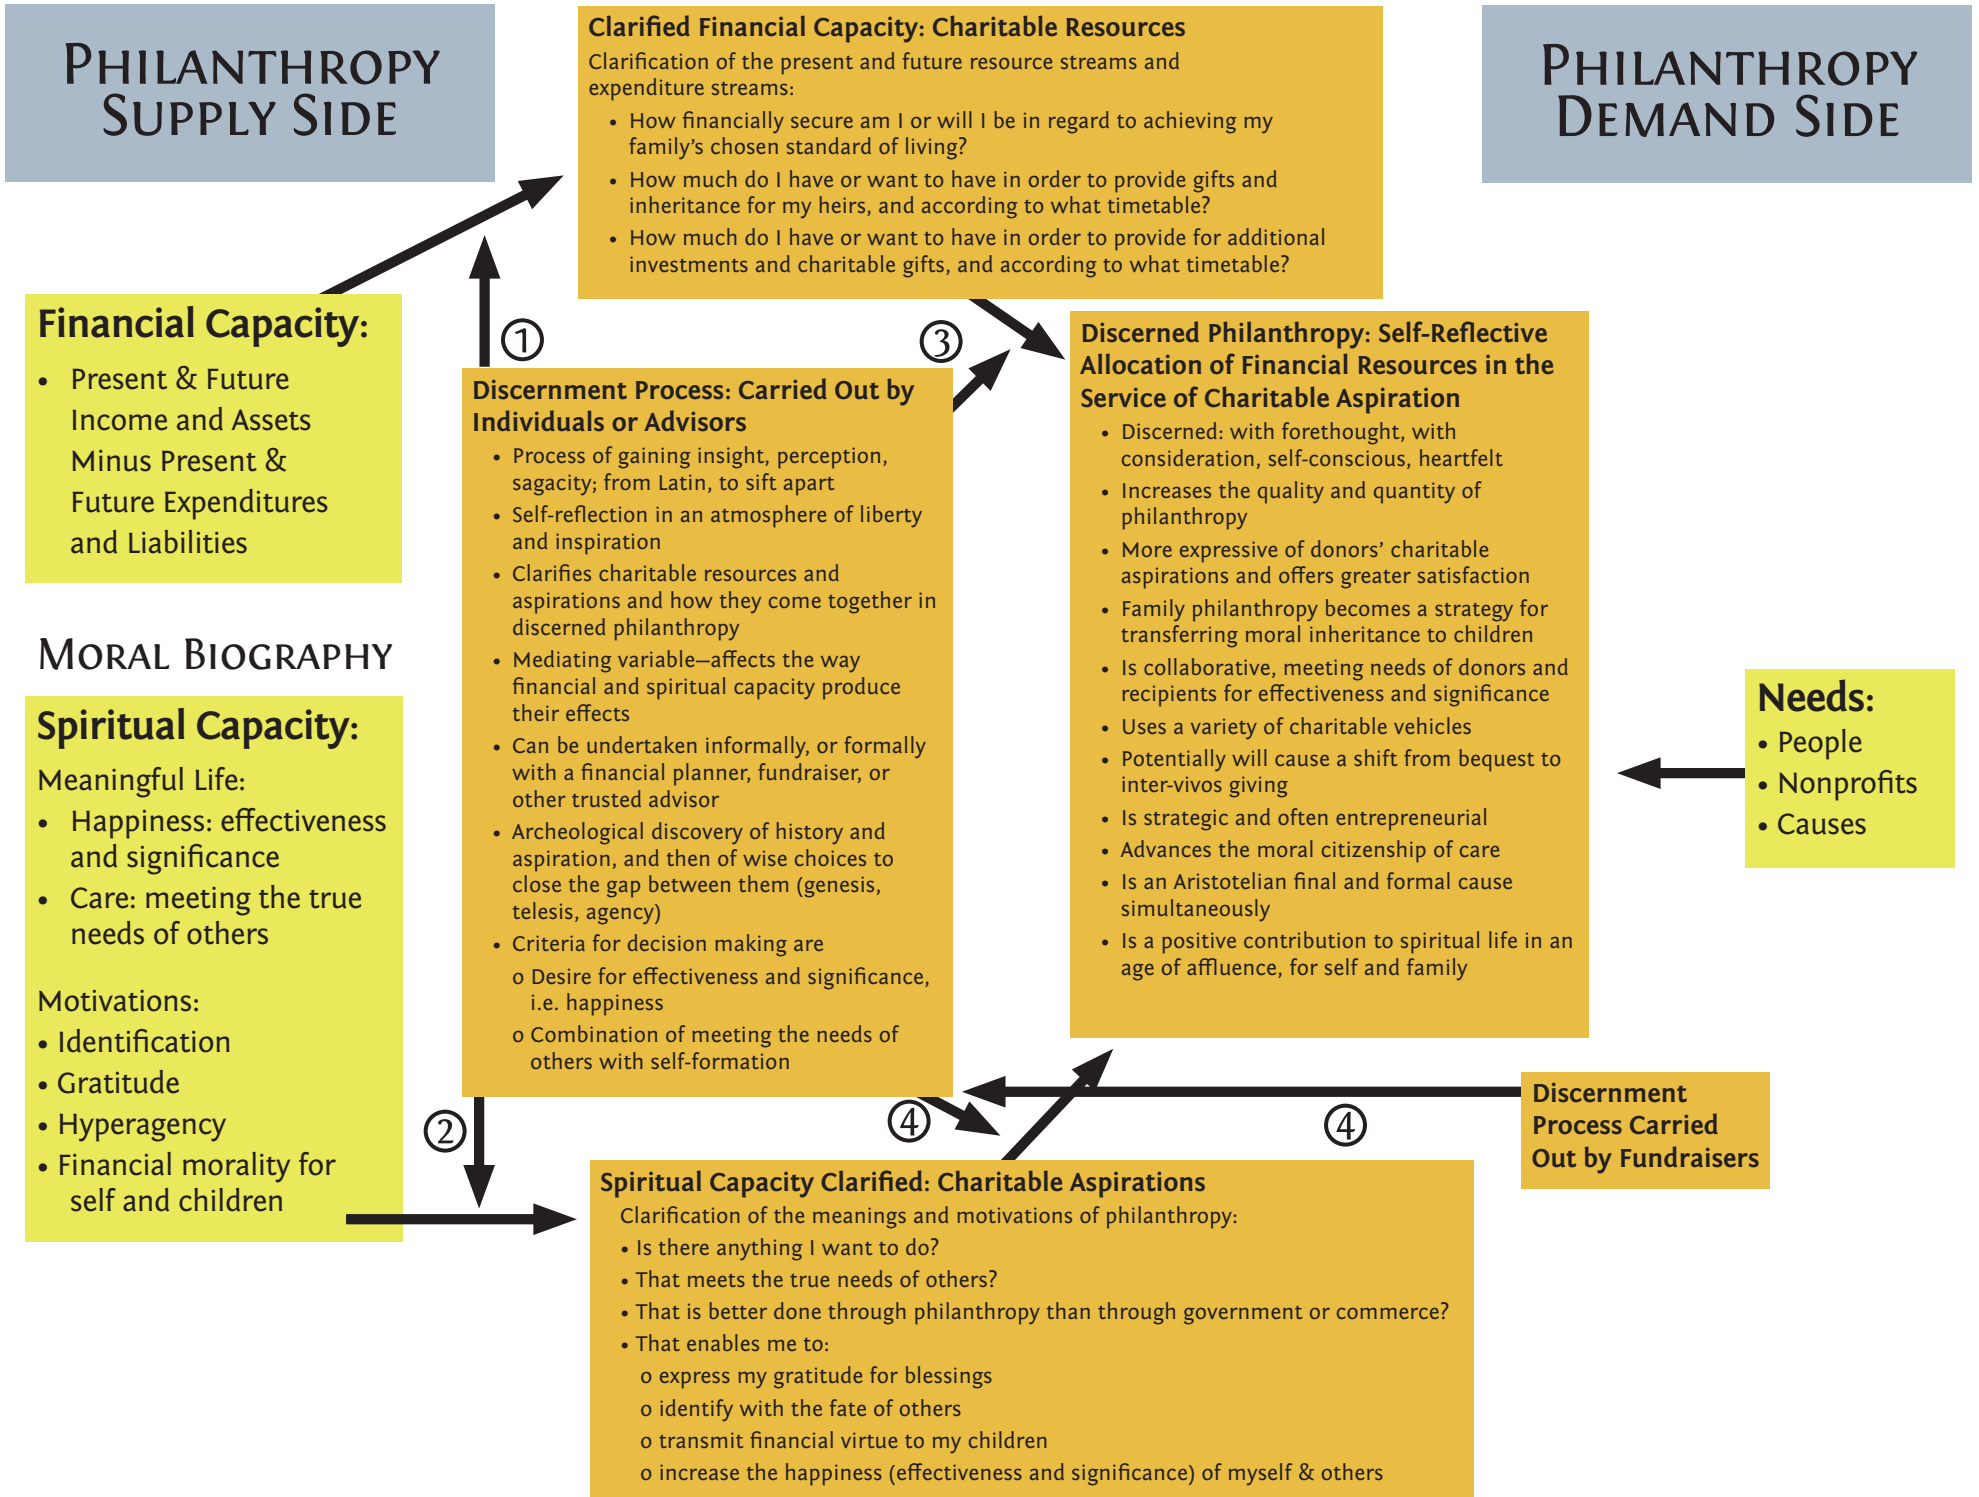 PHILANTHROPY
SUPPLY SIDE
Clarified Financial Capacity: Charitable Resources
Clarification of the present and future resource streams and
expenditure streams:
• How financially secure am I or will I be in regard to achieving my
family’s chosen standard of living?
• How much do I have or want to have in order to provide gifts and
inheritance for my heirs, and according to what timetable?
• How much do I have or want to have in order to provide for additional
investments and charitable gifts, and according to what timetable?
PHILANTHROPY
DEMAND SIDE
Financial Capacity:
• Present & Future
Income and Assets
Minus Present &
Future Expenditures
and Liabilities
MORAL BIOGRAPHY
Spiritual Capacity:
Meaningful Life:
• Happiness: effectiveness
and significance
• Care: meeting the true
needs of others
Motivations:
• Identification
• Gratitude
• Hyperagency
• Financial morality for
self and children
①
Discernment Process: Carried Out by
Individuals or Advisors
• Process of gaining insight, perception,
sagacity; from Latin, to sift apart
• Self-reflection in an atmosphere of liberty
and inspiration
• Clarifies charitable resources and
aspirations and how they come together in
discerned philanthropy
• Mediating variable—affects the way
financial and spiritual capacity produce
their effects
• Can be undertaken informally, or formally
with a financial planner, fundraiser, or
other trusted advisor
• Archeological discovery of history and
aspiration, and then of wise choices to
close the gap between them (genesis,
telesis, agency)
• Criteria for decision making are
o Desire for effectiveness and significance,
i.e. happiness
o Combination of meeting the needs of
others with self-formation
③
Discerned Philanthropy: Self-Reflective
Allocation of Financial Resources in the
Service of Charitable Aspiration
• Discerned: with forethought, with
consideration, self-conscious, heartfelt
• Increases the quality and quantity of
philanthropy
• More expressive of donors’ charitable
aspirations and offers greater satisfaction
• Family philanthropy becomes a strategy for
transferring moral inheritance to children
• Is collaborative, meeting needs of donors and
recipients for effectiveness and significance
• Uses a variety of charitable vehicles
• Potentially will cause a shift from bequest to
inter-vivos giving
• Is strategic and often entrepreneurial
• Advances the moral citizenship of care
• Is an Aristotelian final and formal cause
simultaneously
• Is a positive contribution to spiritual life in an
age of affluence, for self and family
Needs:
• People
• Nonprofits
• Causes
②
④
④
Discernment
Process Carried
Out by Fundraisers
Spiritual Capacity Clarified: Charitable Aspirations
Clarification of the meanings and motivations of philanthropy:
• Is there anything I want to do?
• That meets the true needs of others?
• That is better done through philanthropy than through government or commerce?
• That enables me to:
o express my gratitude for blessings
o identify with the fate of others
o transmit financial virtue to my children
o increase the happiness (effectiveness and significance) of myself & others